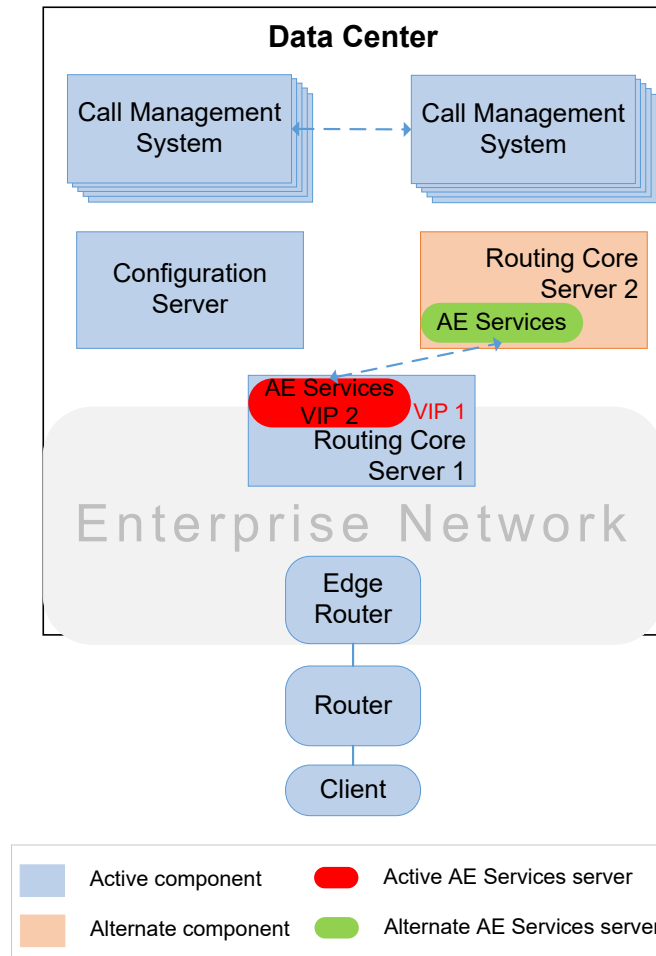 Data Center
Call Management
System
Call Management
System
Configuration
Server
Routing Core
Server 2
AE Services
AE Services
VIP 2
VIP 1
Routing Core
Server 1
Enterprise Network
Edge
Router
Router
Client
Active component
Active AE Services server
Alternate component
Alternate AE Services server